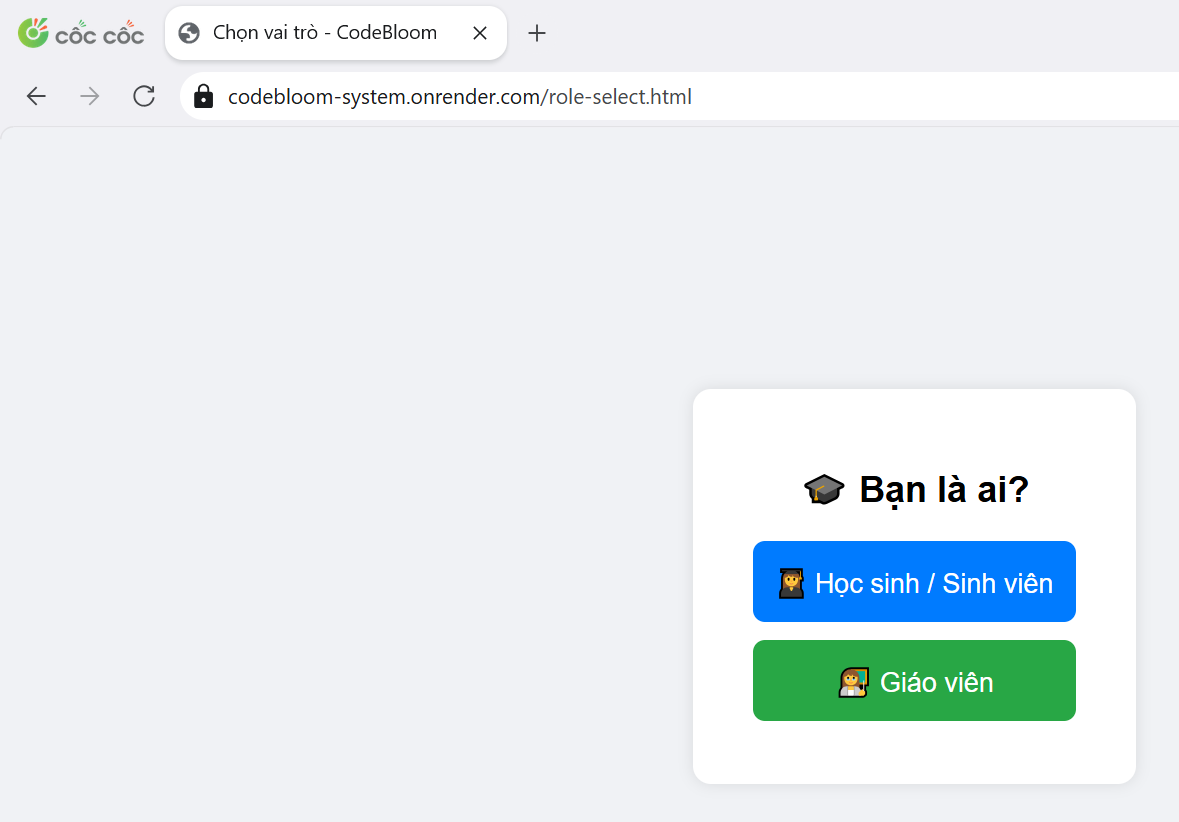 cốc cốc
Chọn vai trò - CodeBloom
codebloom-system.onrender.com/role-select.html
🎓 Bạn là ai?
👩‍🎓 Học sinh / Sinh viên
👩‍🏫 Giáo viên